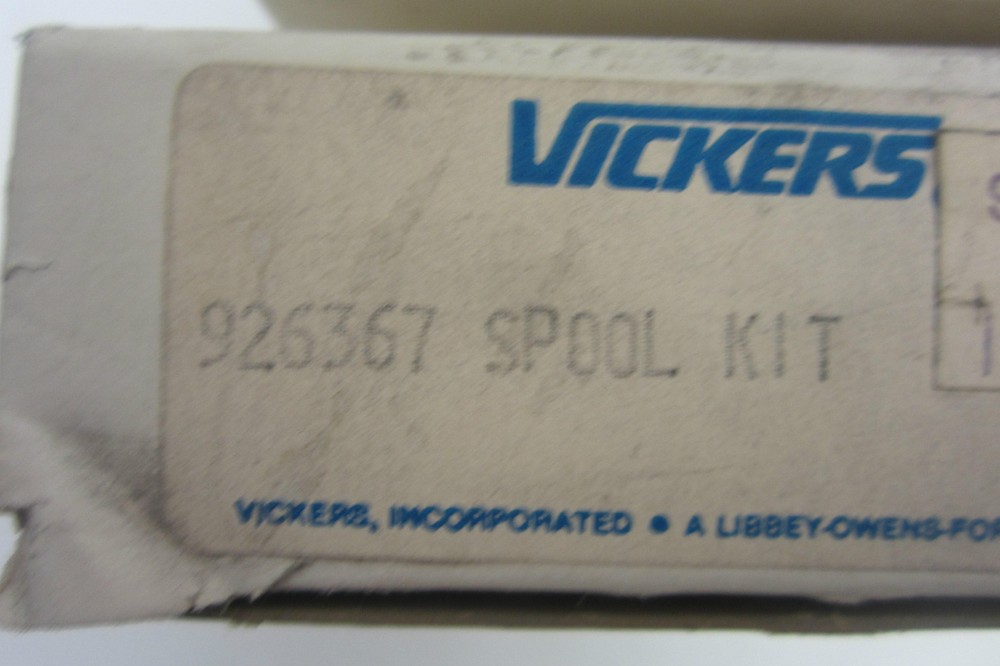 VICKERS
926367 SPOOL KIT
VICKERS, INCORPORATED • A LIBBEY-OWENS-FOR